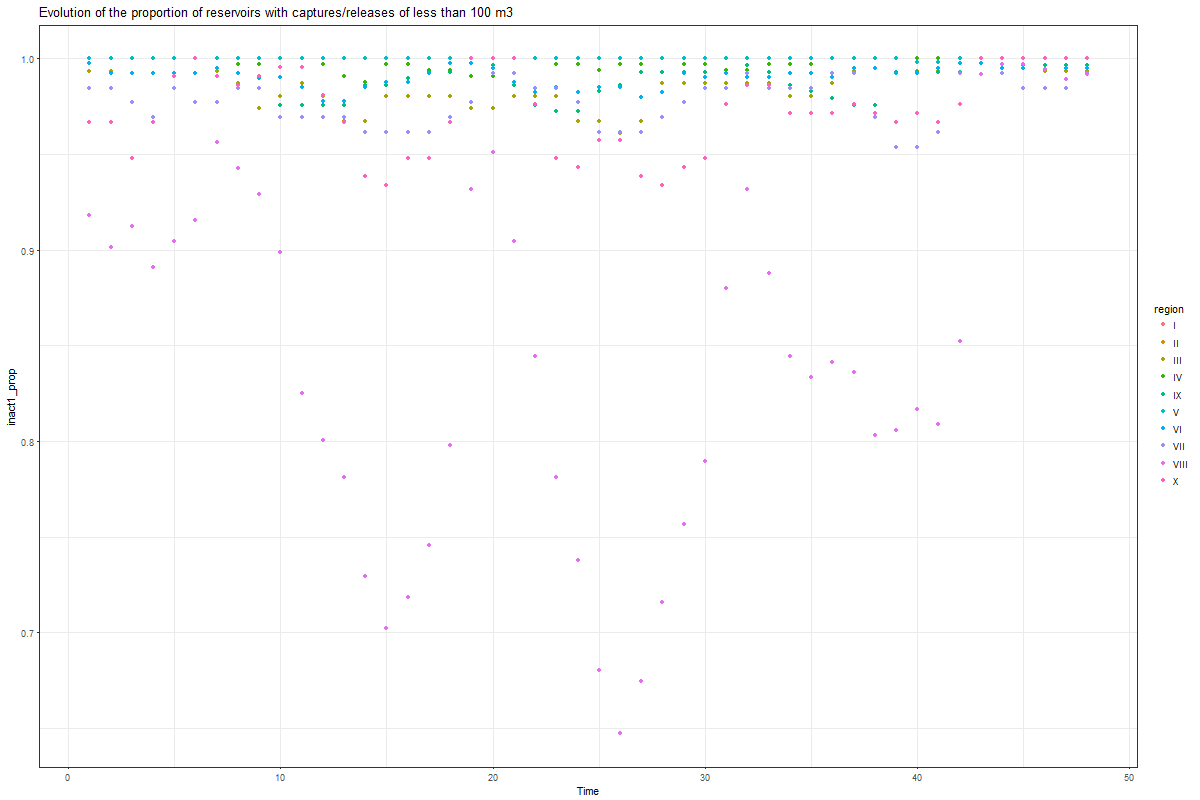 Evolution of the proportion of reservoirs with captures/releases of less than 100 m3
1.0
0.9
0.8
0.7
inact1_prop
0
10
20
30
40
50
Time
region
I
II
III
IV
IX
V
VI
VII
VIII
X